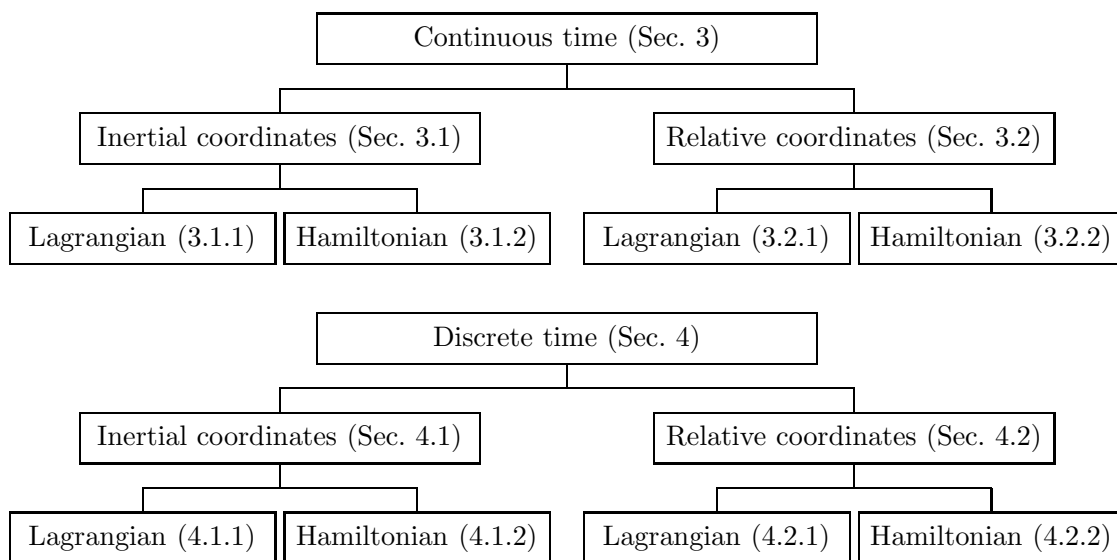 Continuous time (Sec. 3)
Inertial coordinates (Sec. 3.1)
Relative coordinates (Sec. 3.2)
Lagrangian (3.1.1)
Hamiltonian (3.1.2)
Lagrangian (3.2.1)
Hamiltonian (3.2.2)
Discrete time (Sec. 4)
Inertial coordinates (Sec. 4.1)
Relative coordinates (Sec. 4.2)
Lagrangian (4.1.1)
Hamiltonian (4.1.2)
Lagrangian (4.2.1)
Hamiltonian (4.2.2)